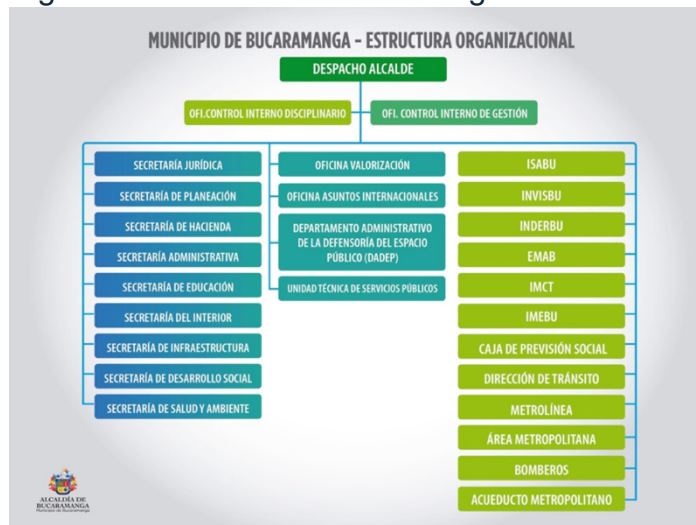 MUNICIPIO DE BUCARAMANGA - ESTRUCTURA ORGANIZACIONAL
DESPACHO ALCALDE
OFI.CONTROL INTERNO DISCIPLINARIO
OFI. CONTROL INTERNO DE GESTIÓN
SECRETARÍA JURÍDICA
SECRETARÍA DE PLANEACIÓN
SECRETARÍA DE HACIENDA
SECRETARÍA ADMINISTRATIVA
SECRETARÍA DE EDUCACIÓN
SECRETARÍA DEL INTERIOR
SECRETARÍA DE INFRAESTRUCTURA
SECRETARÍA DE DESARROLLO SOCIAL
SECRETARÍA DE SALUD Y AMBIENTE
OFICINA VALORIZACIÓN
OFICINA ASUNTOS INTERNACIONALES
DEPARTAMENTO ADMINISTRATIVO
DE LA DEFENSORÍA DEL ESPACIO
PÚBLICO (DADEP)
UNIDAD TÉCNICA DE SERVICIOS PÚBLICOS
ISABU
INVISBU
INDERBU
EMAB
IMCT
IMEBU
CAJA DE PREVISIÓN SOCIAL
DIRECCIÓN DE TRÁNSITO
METROLÍNEA
ÁREA METROPOLITANA
BOMBEROS
ACUEDUCTO METROPOLITANO
ALCALDÍA DE
BUCARAMANGA
Municipio de Bucaramanga